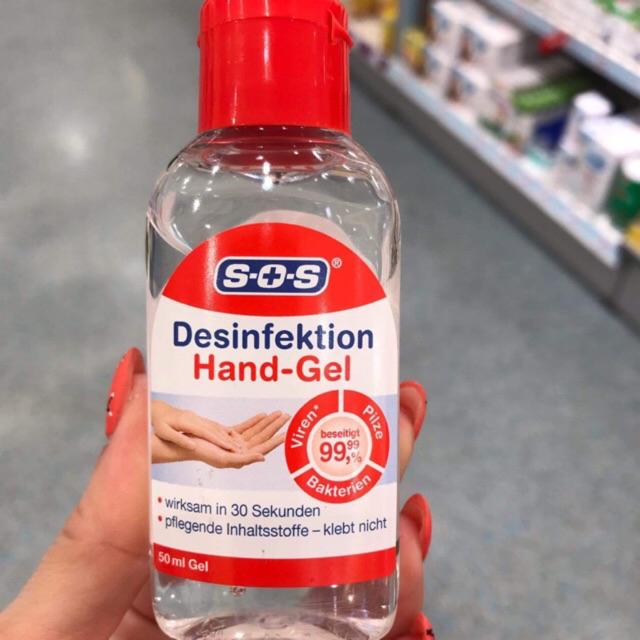 S+O+S®
Desinfektion
Hand-Gel
Viren*
Pilze
Bakterien
beseitigt
99,99%
• wirksam in 30 Sekunden
• pflegende Inhaltsstoffe – klebt nicht
50 ml Gel